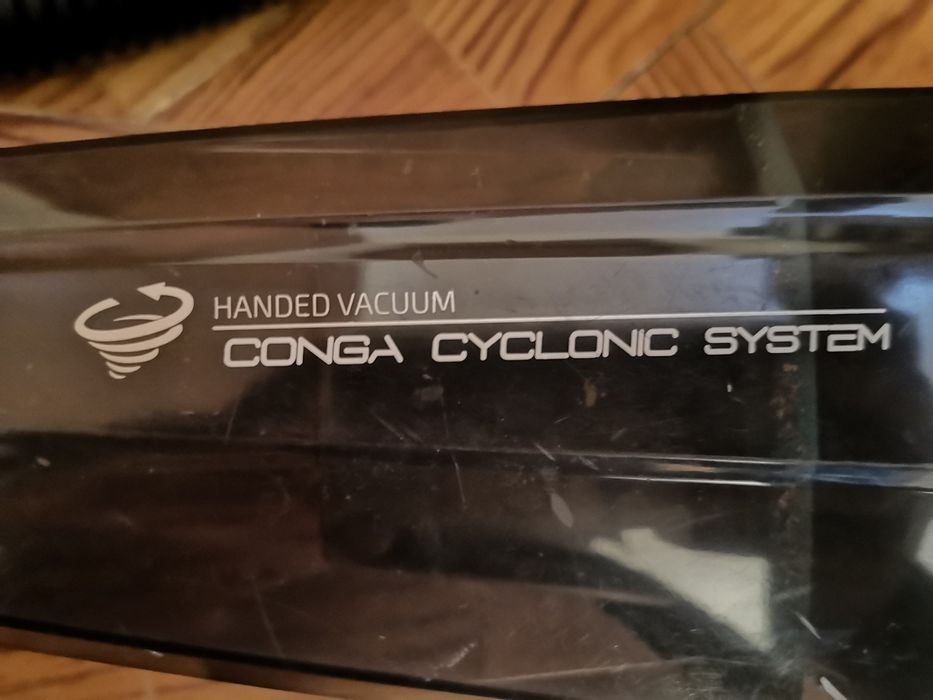 HANDED VACUUM
CONGA CYCLONIC SYSTEM